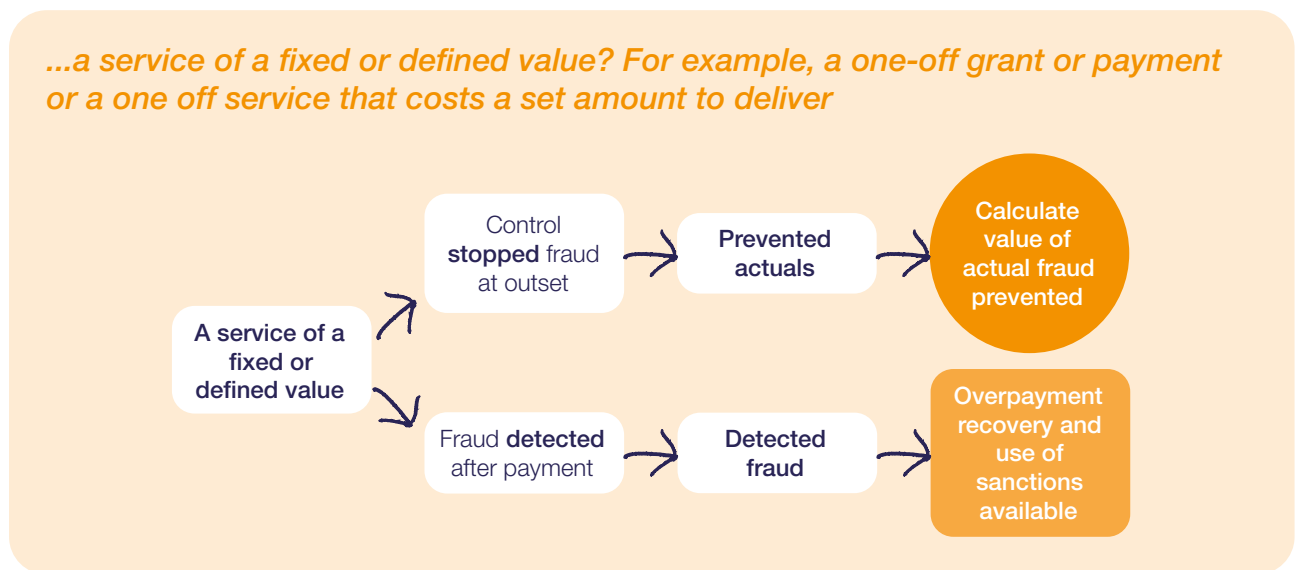 ...a service of a fixed or defined value? For example, a one-off grant or payment
or a one off service that costs a set amount to deliver
A service of a
fixed or
defined value
Control
stopped fraud
at outset
Prevented
actuals
Calculate
value of
actual fraud
prevented
Fraud detected
after payment
Detected
fraud
Overpayment
recovery and
use of
sanctions
available